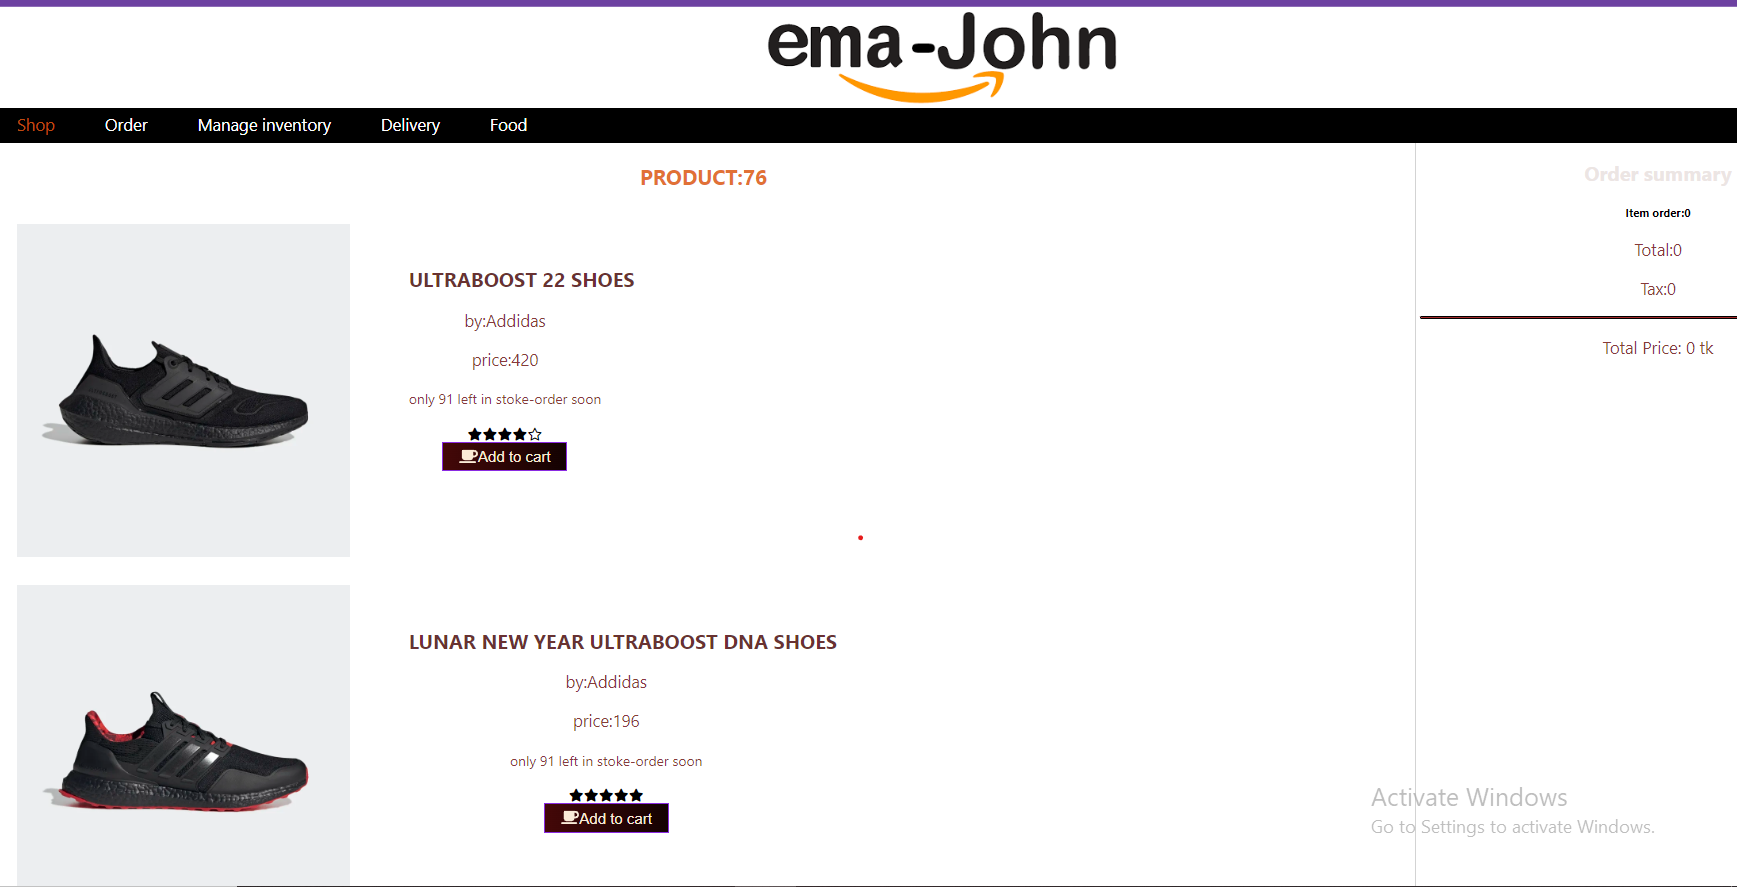 ema-John
Shop Order Manage inventory Delivery Food
PRODUCT:76
ULTRABOOST 22 SHOES
by:Addidas
price:420
only 91 left in stoke-order soon
Add to cart
LUNAR NEW YEAR ULTRABOOST DNA SHOES
by:Addidas
price:196
only 91 left in stoke-order soon
Add to cart
Order summary
Item order:0
Total:0
Tax:0
Total Price: 0 tk
Activate Windows
Go to Settings to activate Windows.